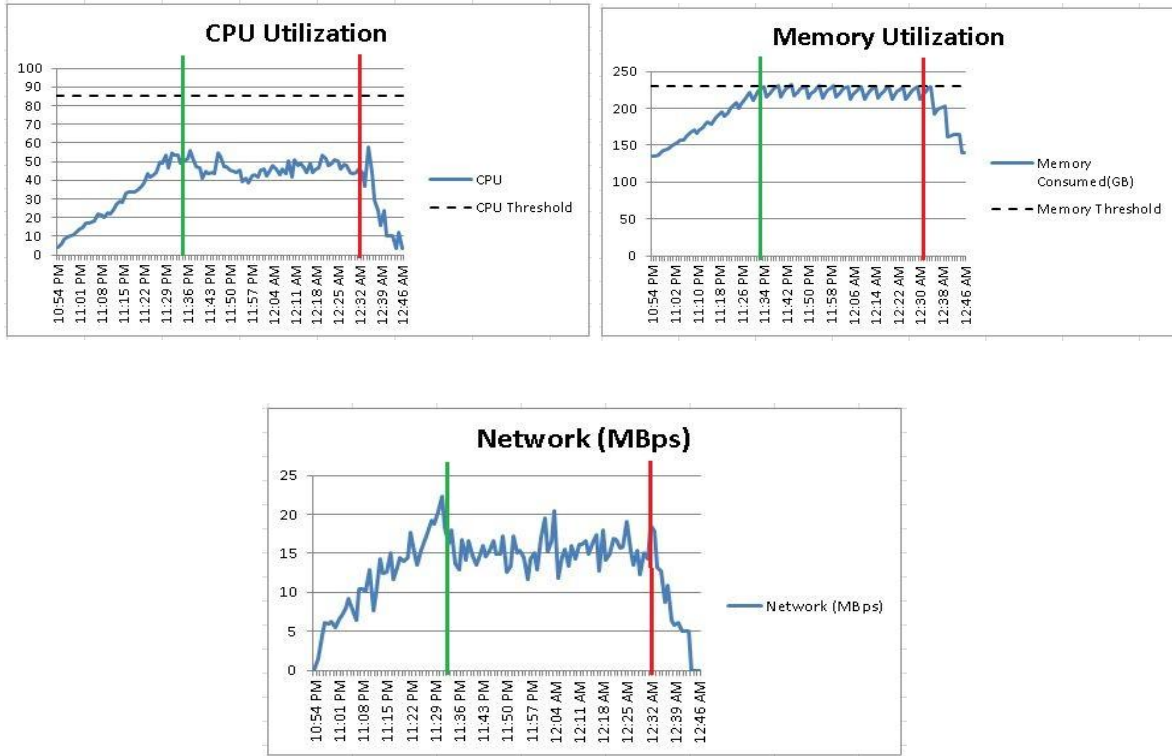 CPU Utilization
100
90
80
70
60
50
40
30
20
10
0
10:54 PM
11:01 PM
11:08 PM
11:15 PM
11:22 PM
11:29 PM
11:36 PM
11:43 PM
11:50 PM
11:57 PM
12:04 AM
12:11 AM
12:18 AM
12:25 AM
12:32 AM
12:39 AM
12:46 AM
CPU
CPU Threshold
Memory Utilization
250
200
150
100
50
0
10:54 PM
11:02 PM
11:10 PM
11:18 PM
11:26 PM
11:34 PM
11:42 PM
11:50 PM
11:58 PM
12:06 AM
12:14 AM
12:22 AM
12:30 AM
12:38 AM
12:46 AM
Memory
Consumed(GB)
Memory Threshold
Network (MBps)
25
20
15
10
5
0
10:54 PM
11:01 PM
11:08 PM
11:15 PM
11:22 PM
11:29 PM
11:36 PM
11:43 PM
11:50 PM
11:57 PM
12:04 AM
12:11 AM
12:18 AM
12:25 AM
12:32 AM
12:39 AM
12:46 AM
Network (MBps)